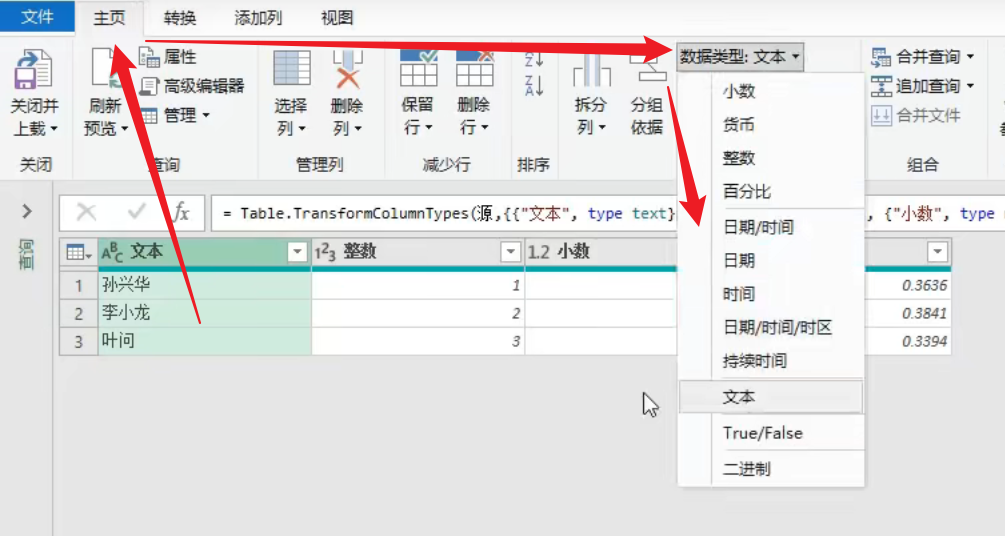 文件 主页 转换 添加列 视图
关闭并上载
刷新预览
属性
高级编辑器
管理
选择列
删除列
保留行
删除行
拆分列
分组依据
数据类型: 文本
合并查询
追加查询
合并文件
关闭 查询 管理列 减少行 排序 组合
小数
货币
整数
百分比
日期/时间
日期
时间
日期/时间/时区
持续时间
文本
True/False
二进制
fx
= Table.TransformColumnTypes(源,{{"文本", type text} , {"小数", type
查询
ABC 文本 123 整数 1.2 小数
1 孙兴华 1 0.3636
2 李小龙 2 0.3841
3 叶问 3 0.3394